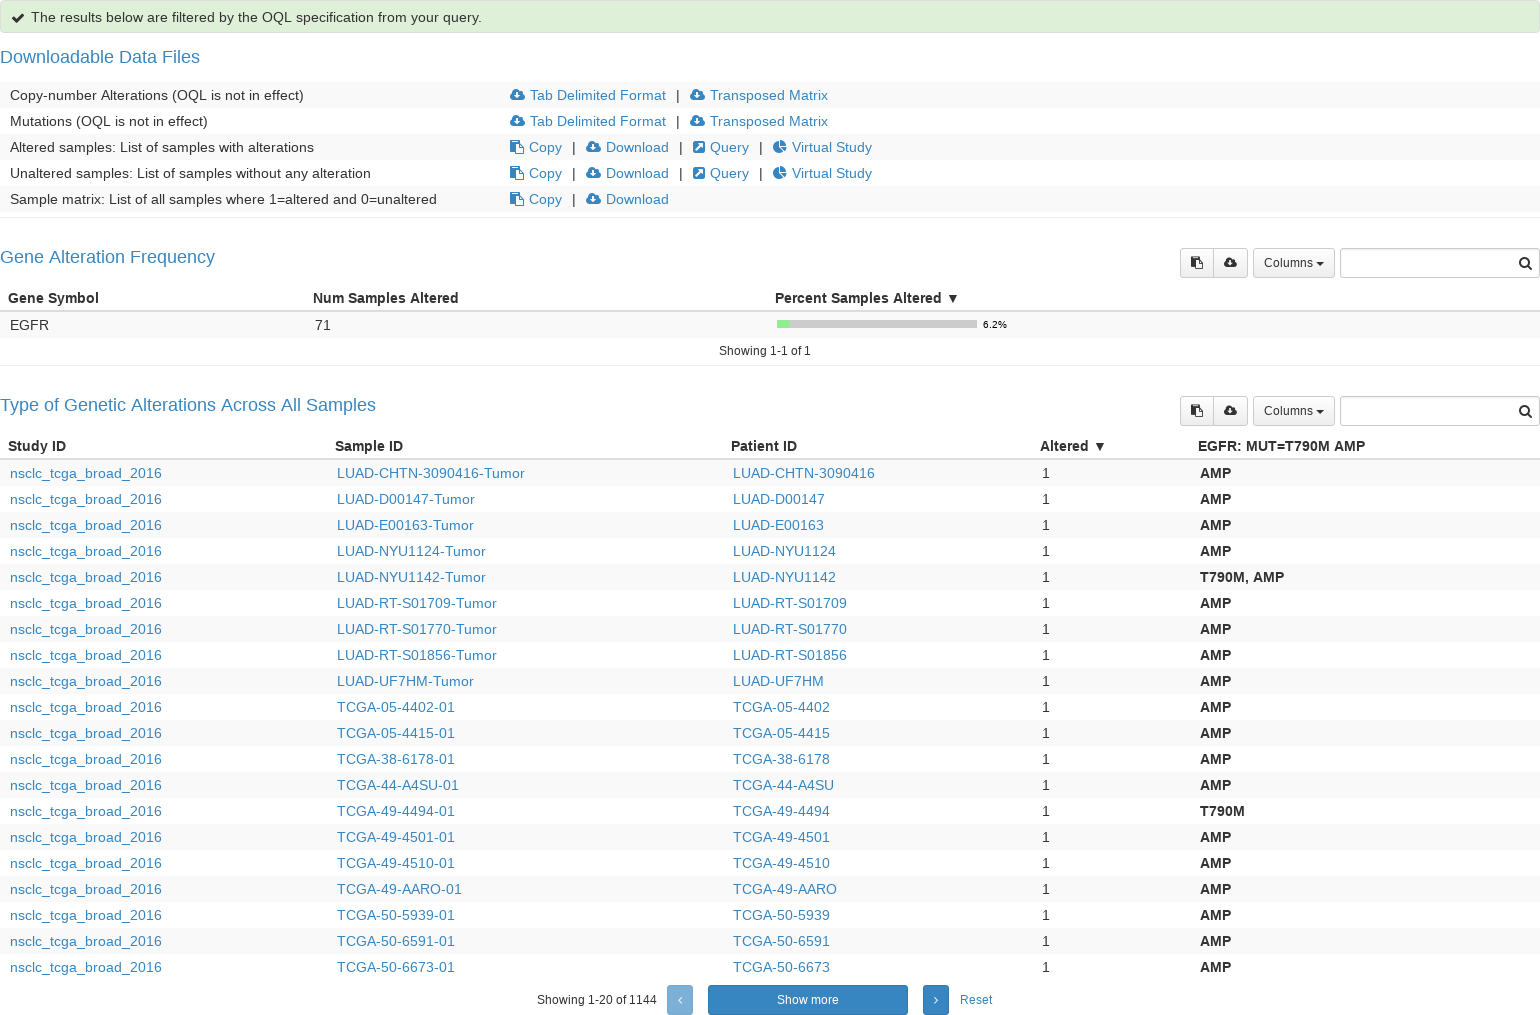 The results below are filtered by the OQL specification from your query.
Downloadable Data Files
Copy-number Alterations (OQL is not in effect) Tab Delimited Format | Transposed Matrix
Mutations (OQL is not in effect) Tab Delimited Format | Transposed Matrix
Altered samples: List of samples with alterations Copy | Download | Query | Virtual Study
Unaltered samples: List of samples without any alteration Copy | Download | Query | Virtual Study
Sample matrix: List of all samples where 1=altered and 0=unaltered Copy | Download
Gene Alteration Frequency Columns
Gene Symbol Num Samples Altered Percent Samples Altered ▼
EGFR 71 6.2%
Showing 1-1 of 1
Type of Genetic Alterations Across All Samples Columns
Study ID Sample ID Patient ID Altered ▼ EGFR: MUT=T790M AMP
nsclc_tcga_broad_2016 LUAD-CHTN-3090416-Tumor LUAD-CHTN-3090416 1 AMP
nsclc_tcga_broad_2016 LUAD-D00147-Tumor LUAD-D00147 1 AMP
nsclc_tcga_broad_2016 LUAD-E00163-Tumor LUAD-E00163 1 AMP
nsclc_tcga_broad_2016 LUAD-NYU1124-Tumor LUAD-NYU1124 1 AMP
nsclc_tcga_broad_2016 LUAD-NYU1142-Tumor LUAD-NYU1142 1 T790M, AMP
nsclc_tcga_broad_2016 LUAD-RT-S01709-Tumor LUAD-RT-S01709 1 AMP
nsclc_tcga_broad_2016 LUAD-RT-S01770-Tumor LUAD-RT-S01770 1 AMP
nsclc_tcga_broad_2016 LUAD-RT-S01856-Tumor LUAD-RT-S01856 1 AMP
nsclc_tcga_broad_2016 LUAD-UF7HM-Tumor LUAD-UF7HM 1 AMP
nsclc_tcga_broad_2016 TCGA-05-4402-01 TCGA-05-4402 1 AMP
nsclc_tcga_broad_2016 TCGA-05-4415-01 TCGA-05-4415 1 AMP
nsclc_tcga_broad_2016 TCGA-38-6178-01 TCGA-38-6178 1 AMP
nsclc_tcga_broad_2016 TCGA-44-A4SU-01 TCGA-44-A4SU 1 AMP
nsclc_tcga_broad_2016 TCGA-49-4494-01 TCGA-49-4494 1 T790M
nsclc_tcga_broad_2016 TCGA-49-4501-01 TCGA-49-4501 1 AMP
nsclc_tcga_broad_2016 TCGA-49-4510-01 TCGA-49-4510 1 AMP
nsclc_tcga_broad_2016 TCGA-49-AARO-01 TCGA-49-AARO 1 AMP
nsclc_tcga_broad_2016 TCGA-50-5939-01 TCGA-50-5939 1 AMP
nsclc_tcga_broad_2016 TCGA-50-6591-01 TCGA-50-6591 1 AMP
nsclc_tcga_broad_2016 TCGA-50-6673-01 TCGA-50-6673 1 AMP
Showing 1-20 of 1144 Show more Reset